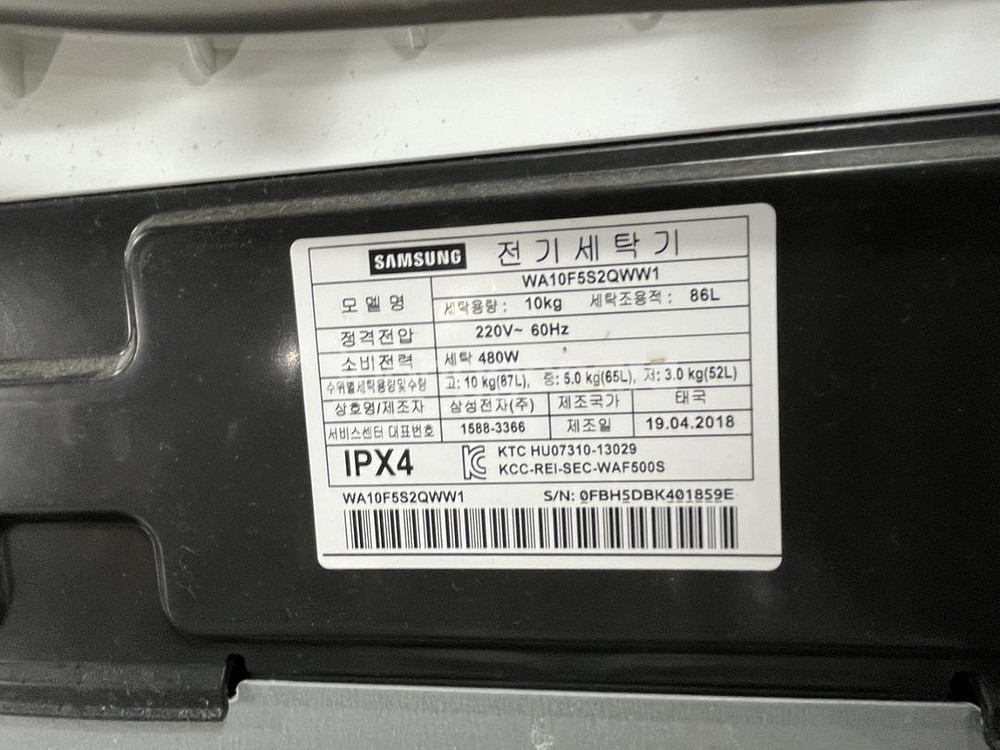 SAMSUNG 전기세탁기
모델명 WA10F5S2QWW1
세탁용량 : 10kg 세탁조용적 : 86L
정격전압 220V~ 60Hz
소비전력 세탁 480W
수위별세탁용량및수량 고: 10 kg(87L), 중: 5.0 kg(65L), 저: 3.0 kg(52L)
상호명/제조자 삼성전자(주) 제조국가 태국
서비스센터 대표번호 1588-3366 제조일 19.04.2018
IPX4 KTC HU07310-13029
KCC-REI-SEC-WAF500S
WA10F5S2QWW1 S/N: 0FBH5DBK401859E